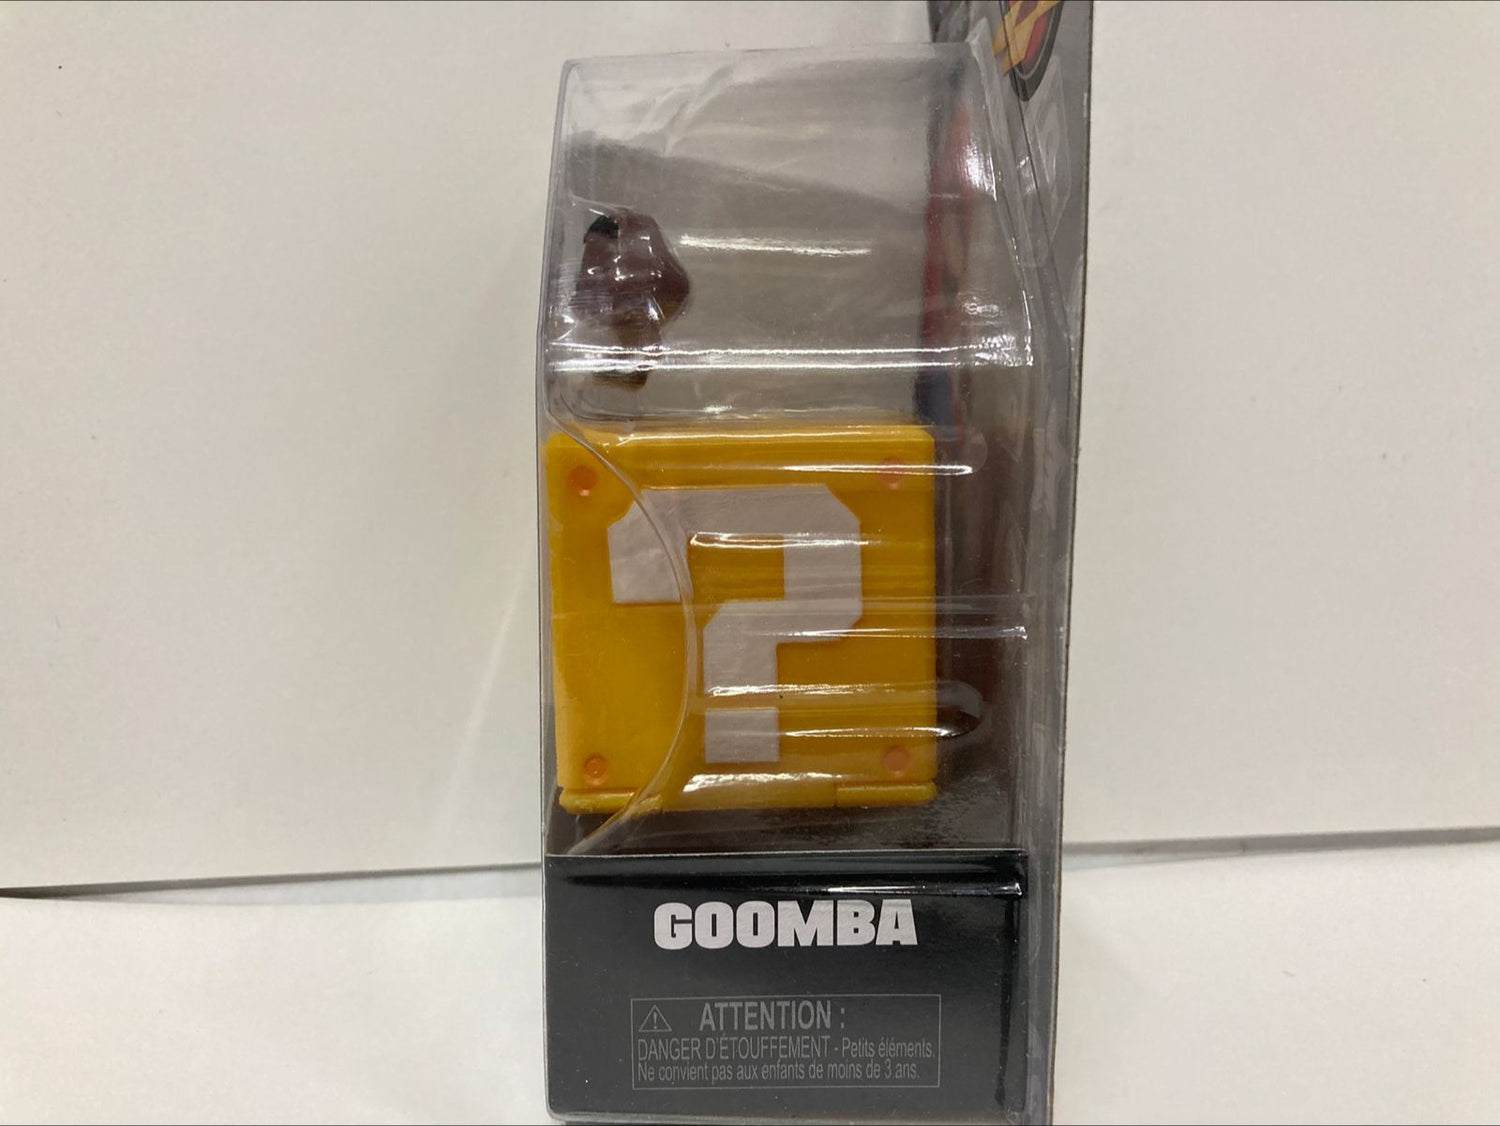 ?
GOOMBA
ATTENTION :
DANGER D'ÉTOUFFEMENT - Petits éléments.
Ne convient pas aux enfants de moins de 3 ans.